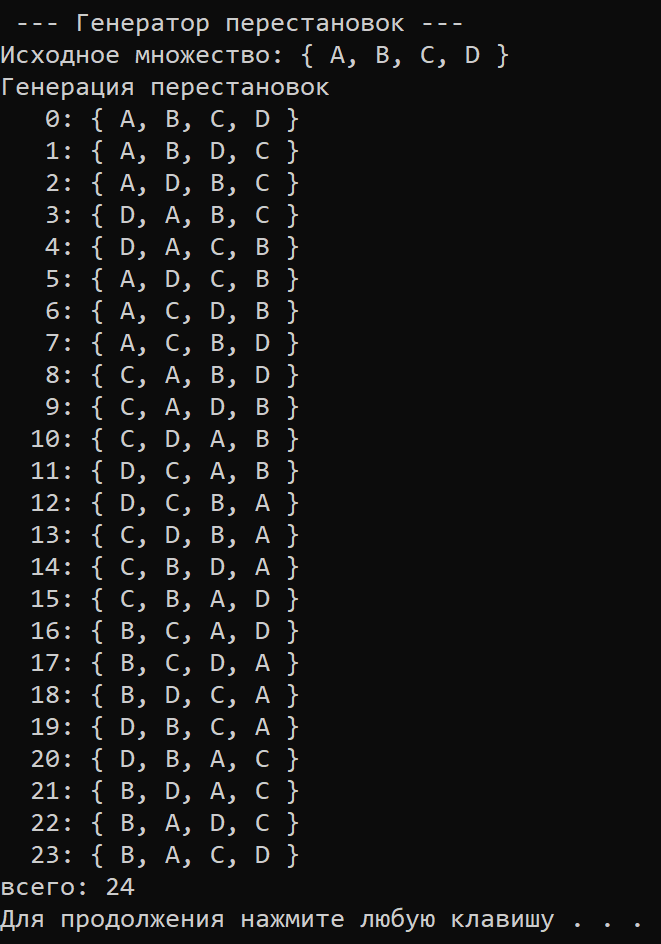 --- Генератор перестановок ---
Исходное множество: { A, B, C, D }
Генерация перестановок
0: { A, B, C, D }
1: { A, B, D, C }
2: { A, D, B, C }
3: { D, A, B, C }
4: { D, A, C, B }
5: { A, D, C, B }
6: { A, C, D, B }
7: { A, C, B, D }
8: { C, A, B, D }
9: { C, A, D, B }
10: { C, D, A, B }
11: { D, C, A, B }
12: { D, C, B, A }
13: { C, D, B, A }
14: { C, B, D, A }
15: { C, B, A, D }
16: { B, C, A, D }
17: { B, C, D, A }
18: { B, D, C, A }
19: { D, B, C, A }
20: { D, B, A, C }
21: { B, D, A, C }
22: { B, A, D, C }
23: { B, A, C, D }
всего: 24
Для продолжения нажмите любую клавишу . . .